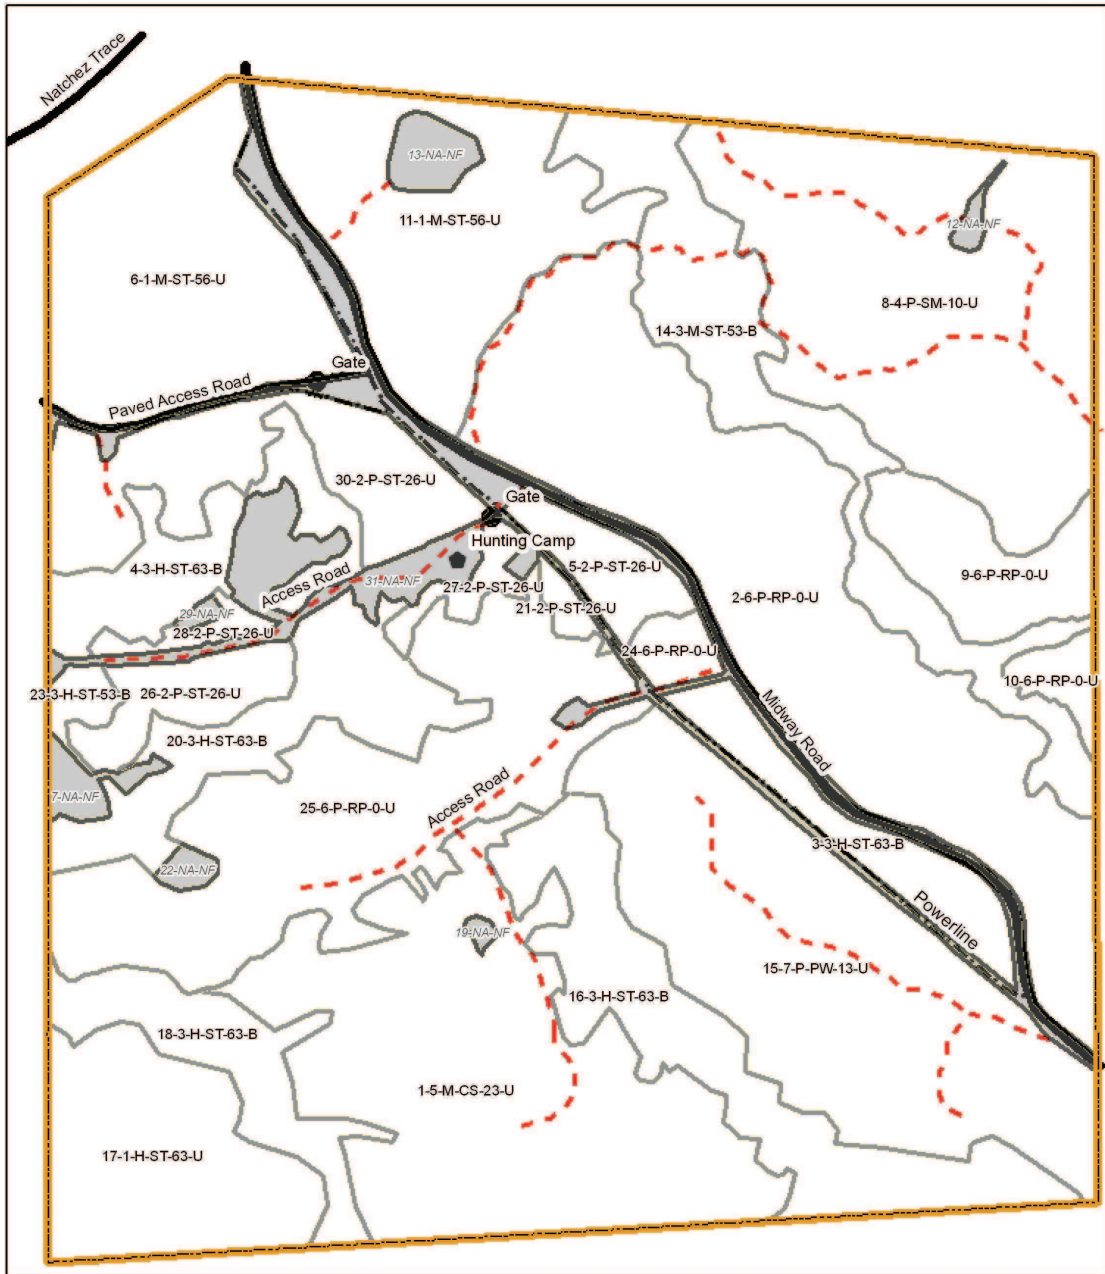 Natchez Trace
13-NA-NF
11-1-M-ST-56-U
12-NA-NF
6-1-M-ST-56-U
8-4-P-SM-10-U
14-3-M-ST-53-B
Gate
Paved Access Road
30-2-P-ST-26-U
Gate
Hunting Camp
4-3-H-ST-63-B
Access Road
31-NA-NF
27-2-P-ST-26-U
5-2-P-ST-26-U
9-6-P-RP-0-U
2-6-P-RP-0-U
21-2-P-ST-26-U
29-NA-NF
28-2-P-ST-26-U
24-6-P-RP-0-U
10-6-P-RP-0-U
23-3-H-ST-53-B
26-2-P-ST-26-U
Midway Road
20-3-H-ST-63-B
7-NA-NF
Access Road
25-6-P-RP-0-U
3-3-H-ST-63-B
22-NA-NF
Powerline
19-NA-NF
15-7-P-PW-13-U
16-3-H-ST-63-B
18-3-H-ST-63-B
1-5-M-CS-23-U
17-1-H-ST-63-U